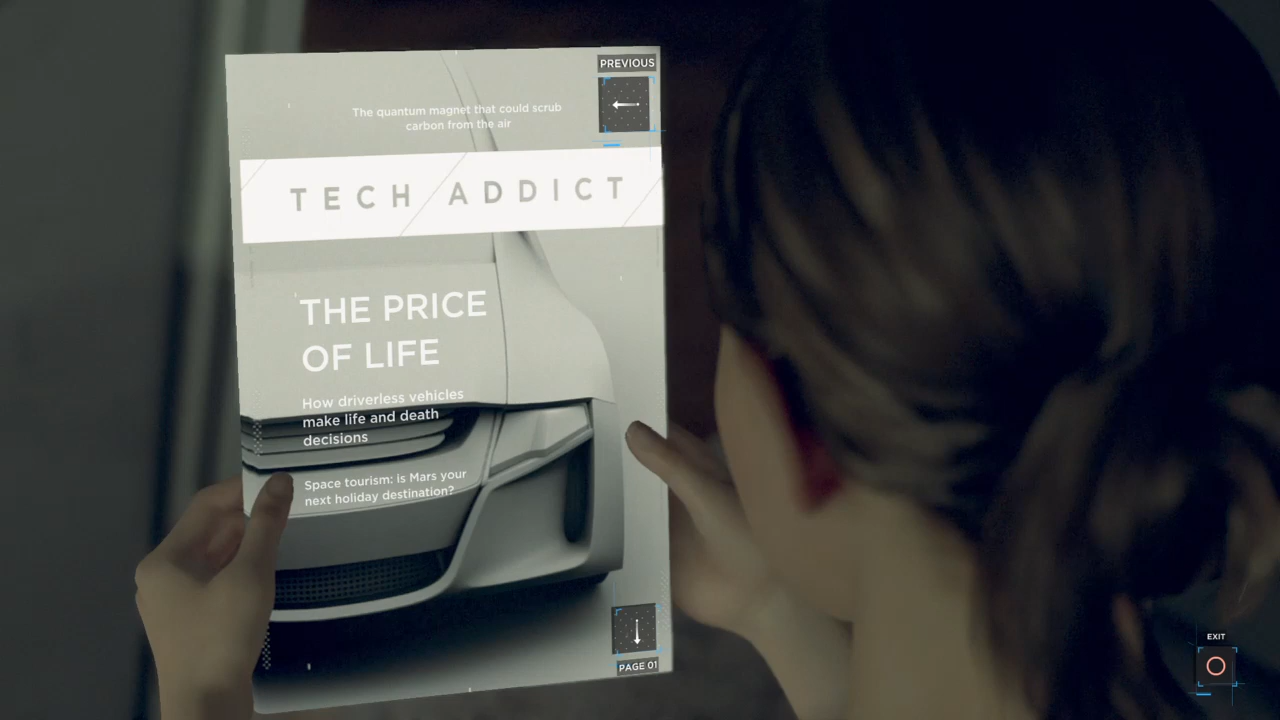 PREVIOUS
The quantum magnet that could scrub
carbon from the air
TECH ADDICT
THE PRICE
OF LIFE
How driverless vehicles
make life and death
decisions
Space tourism: is Mars your
next holiday destination?
PAGE 01
EXIT